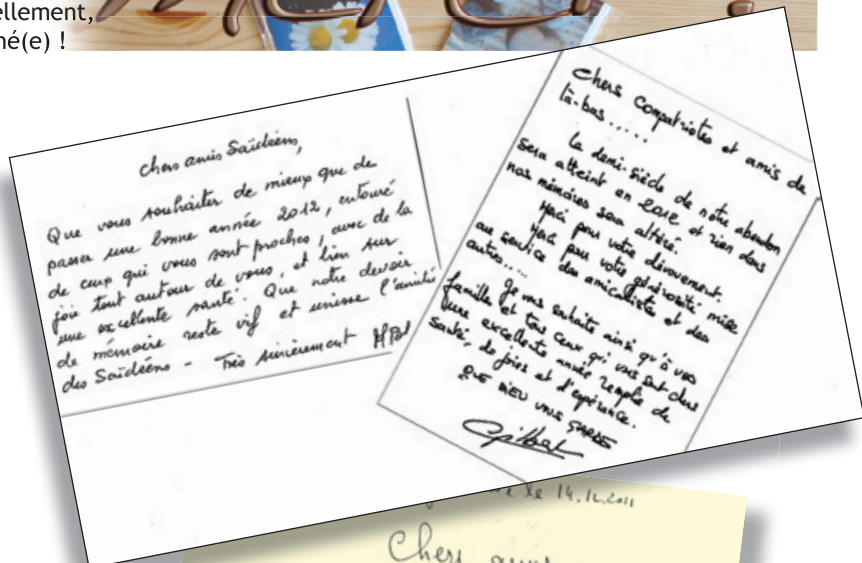 ellement,
né(e) !
Chers amis Saïdéens,
Que vous souhaiter de mieux que de
passer une bonne année 2012, entouré
de ceux qui vous sont proches, avec de la
joie tout autour de vous, et bien sur
une excellente santé. Que notre devoir
de mémoire reste vif et unisse l'amitié
des Saïdéens - Très sincèrement
Chers compatriotes et amis de
là-bas.....
Le demi-siècle de notre abandon
sera atteint en 2012 et rien dans
nos mémoires sera altéré.
Merci pour votre dévouement.
Merci pour votre générosité mise
au service des amicalistes et des
autres....
Je vous souhaite ainsi qu'à vos
famille et tous ceux qui vous sont chers
une excellente année remplie de
santé, de joies et d'espérance.
QUE DIEU VOUS GARDE
Gilbert
le 14.12.2011
Chers amis